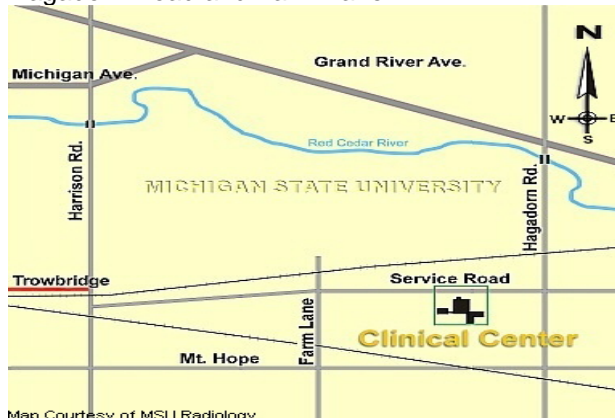 Michigan Ave.
Grand River Ave.
N
W
E
S
Red Cedar River
Harrison Rd.
MICHIGAN STATE UNIVERSITY
Hagadorn Rd.
Trowbridge
Service Road
Farm Lane
Clinical Center
Mt. Hope
Map Courtesy of MSU Radiology